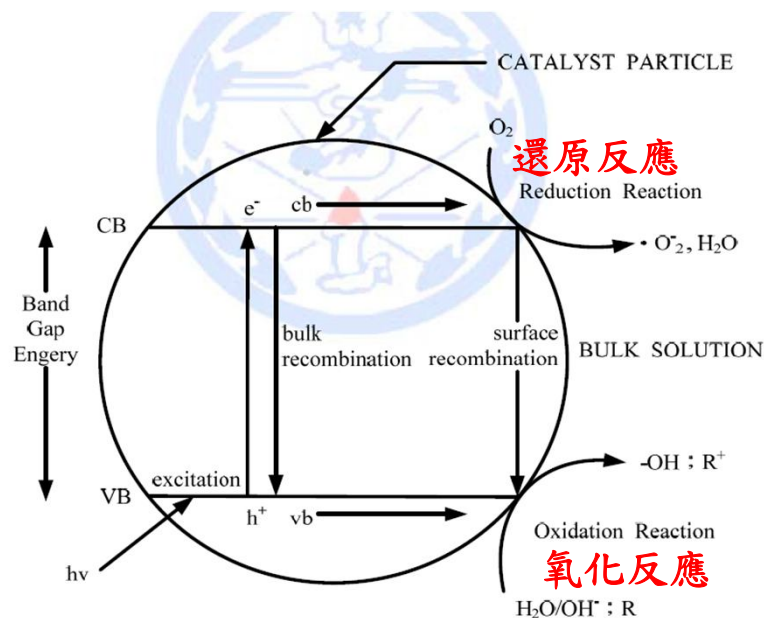 CATALYST PARTICLE
O₂
還原反應
Reduction Reaction
e⁻ cb
CB
· O⁻₂, H₂O
Band
Gap
Engery
bulk
recombination
surface
recombination
BULK SOLUTION
excitation
-OH ; R⁺
VB
h⁺ vb
Oxidation Reaction
hv
氧化反應
H₂O/OH⁻; R